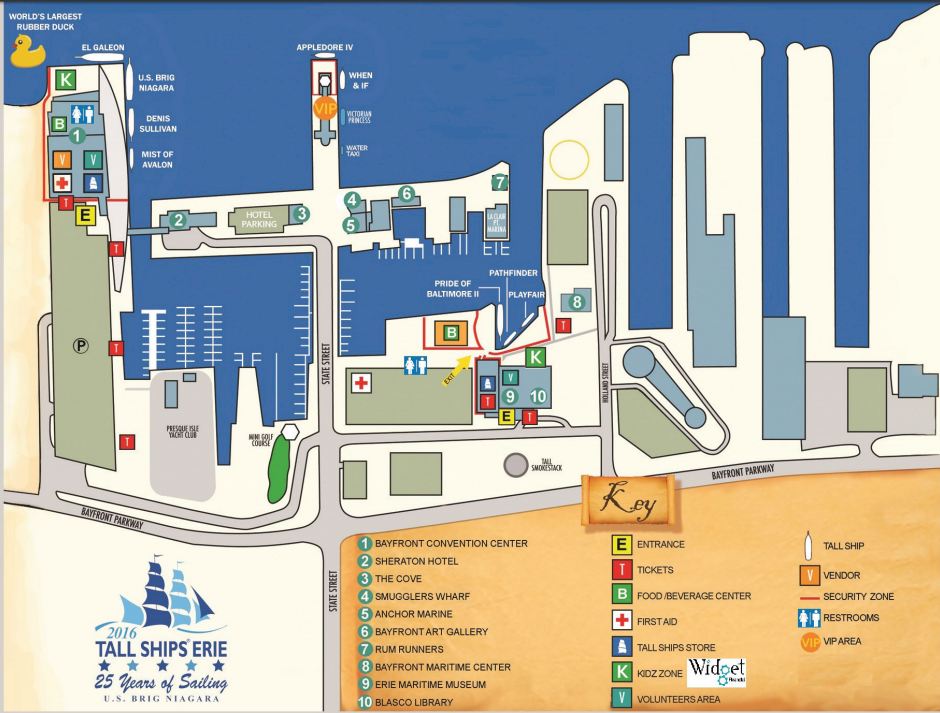 WORLD'S LARGEST
RUBBER DUCK
EL GALEON
APPLEDORE IV
K
U.S. BRIG
NIAGARA
WHEN
& IF
VIP
B
1
DENIS
SULLIVAN
VICTORIAN
PRINCESS
V
V
MIST OF
AVALON
WATER
TAXI
T
E
2
HOTEL
PARKING
3
4
5
6
7
LA CLAIR
PT.
MARINA
T
PATHFINDER
PRIDE OF
BALTIMORE II
PLAYFAIR
8
T
B
K
P
T
STATE STREET
EXIT
V
T
9
10
E
T
HOLLAND STREET
T
PRESQUE ISLE
YACHT CLUB
MINI GOLF
COURSE
TALL
SMOKESTACK
BAYFRONT PARKWAY
BAYFRONT PARKWAY
STATE STREET
Key
1 BAYFRONT CONVENTION CENTER
2 SHERATON HOTEL
3 THE COVE
4 SMUGGLERS WHARF
5 ANCHOR MARINE
6 BAYFRONT ART GALLERY
7 RUM RUNNERS
8 BAYFRONT MARITIME CENTER
9 ERIE MARITIME MUSEUM
10 BLASCO LIBRARY
E ENTRANCE
T TICKETS
B FOOD /BEVERAGE CENTER
FIRST AID
TALL SHIPS STORE
K KIDZ ZONE
Widget
Financial
V VOLUNTEERS AREA
TALL SHIP
V VENDOR
SECURITY ZONE
RESTROOMS
VIP VIP AREA
2016
TALL SHIPS® ERIE
25 Years of Sailing
U.S. BRIG NIAGARA